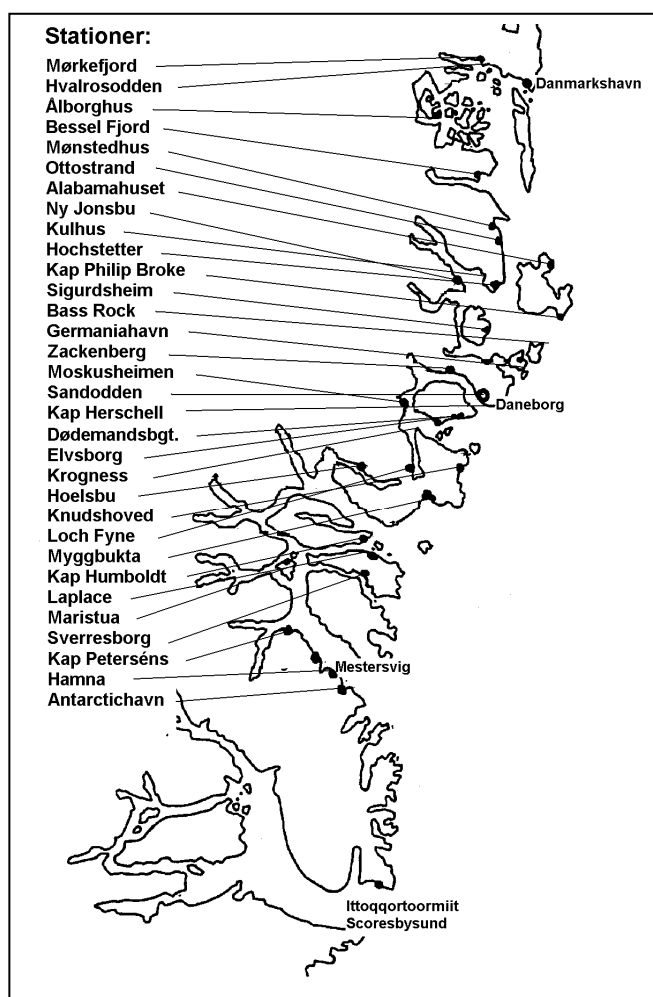 Stationer:
Mørkefjord
Hvalrosodden
Ålborghus
Bessel Fjord
Mønstedhus
Ottostrand
Alabamahuset
Ny Jonsbu
Kulhus
Hochstetter
Kap Philip Broke
Sigurdsheim
Bass Rock
Germaniahavn
Zackenberg
Moskusheimen
Sandodden
Kap Herschell
Dødemandsbgt.
Elvsborg
Krogness
Hoelsbu
Knudshoved
Loch Fyne
Myggbukta
Kap Humboldt
Laplace
Maristua
Sverresborg
Kap Peterséns
Hamna
Antarctichavn
Danmarkshavn
Daneborg
Mestersvig
Ittoqqortoormiit
Scoresbysund